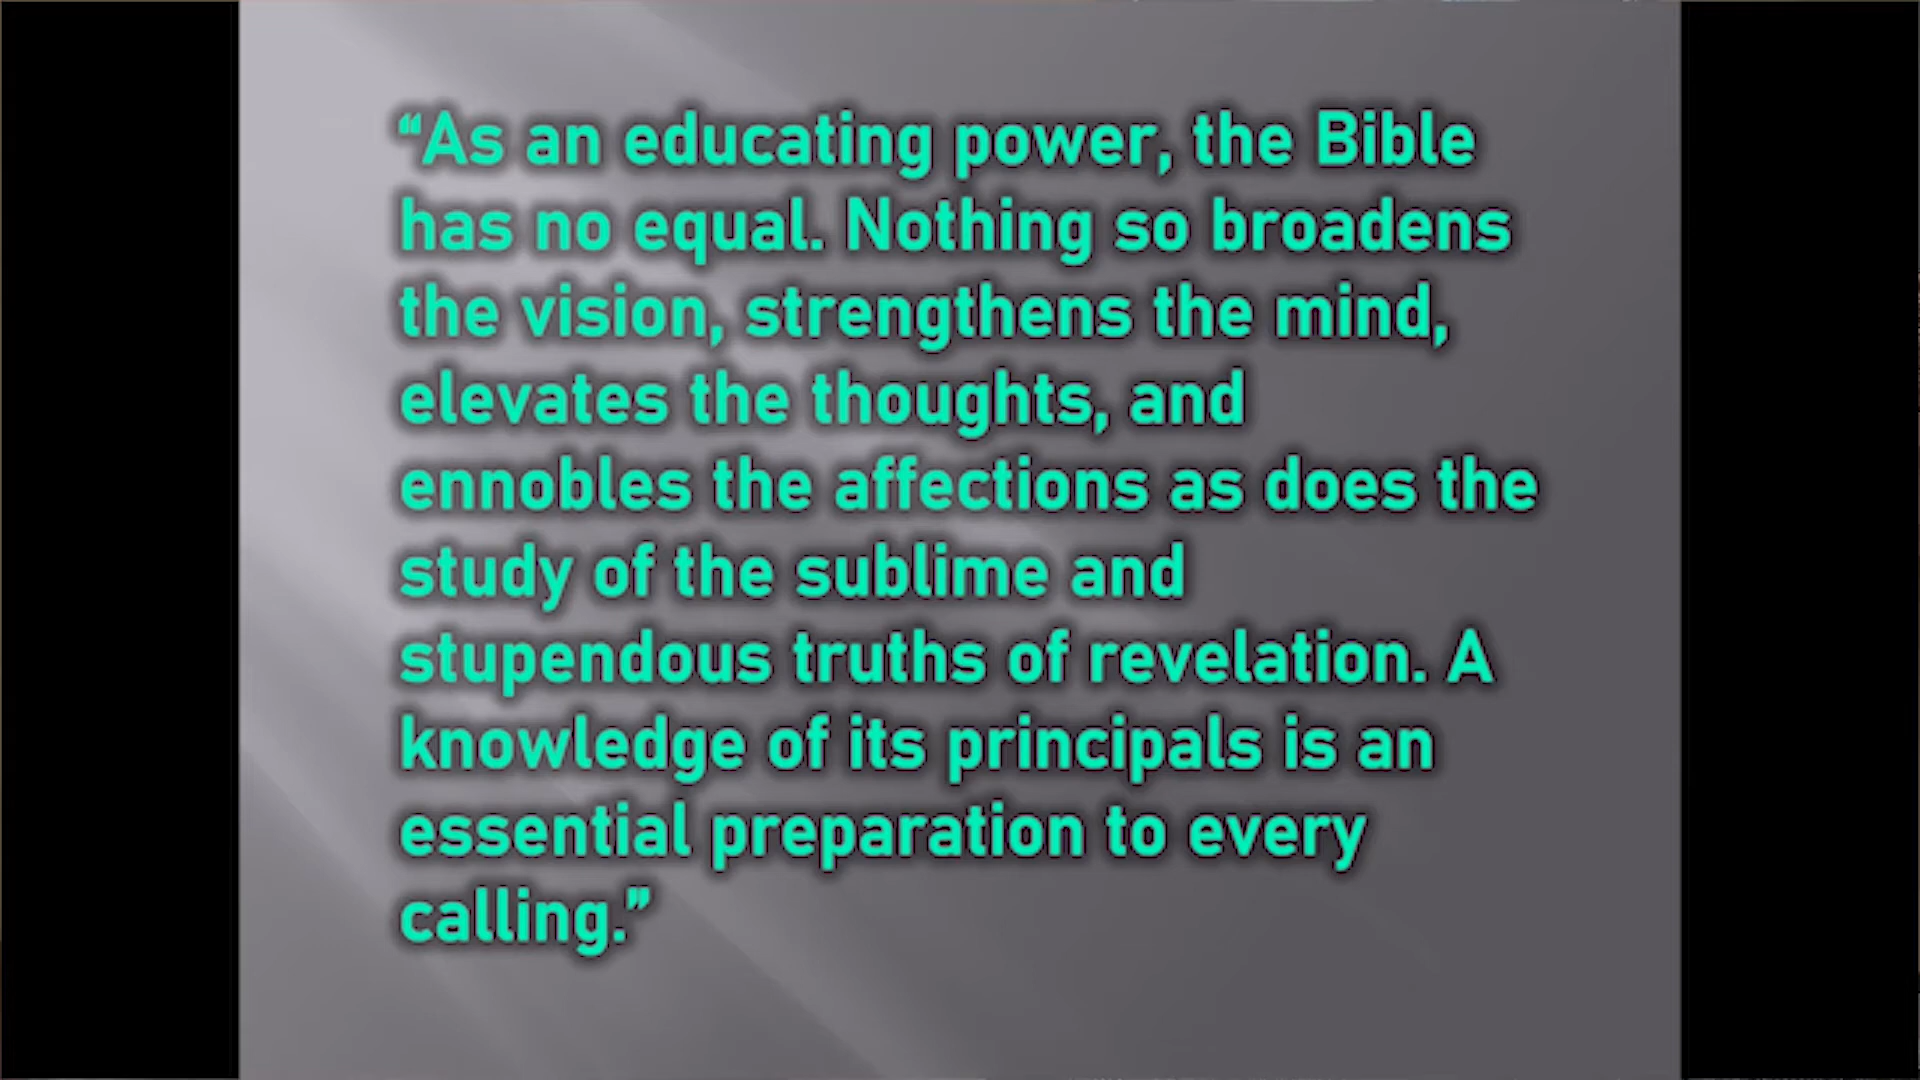 “As an educating power, the Bible
has no equal. Nothing so broadens
the vision, strengthens the mind,
elevates the thoughts, and
ennobles the affections as does the
study of the sublime and
stupendous truths of revelation. A
knowledge of its principals is an
essential preparation to every
calling.”